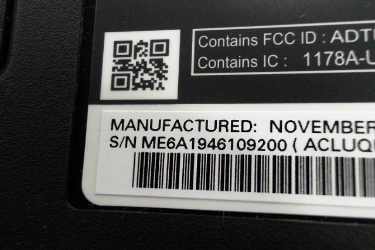 Contains FCC ID : ADTU
Contains IC : 1178A-U
MANUFACTURED: NOVEMBER
S/N ME6A1946109200 ( ACLUQU